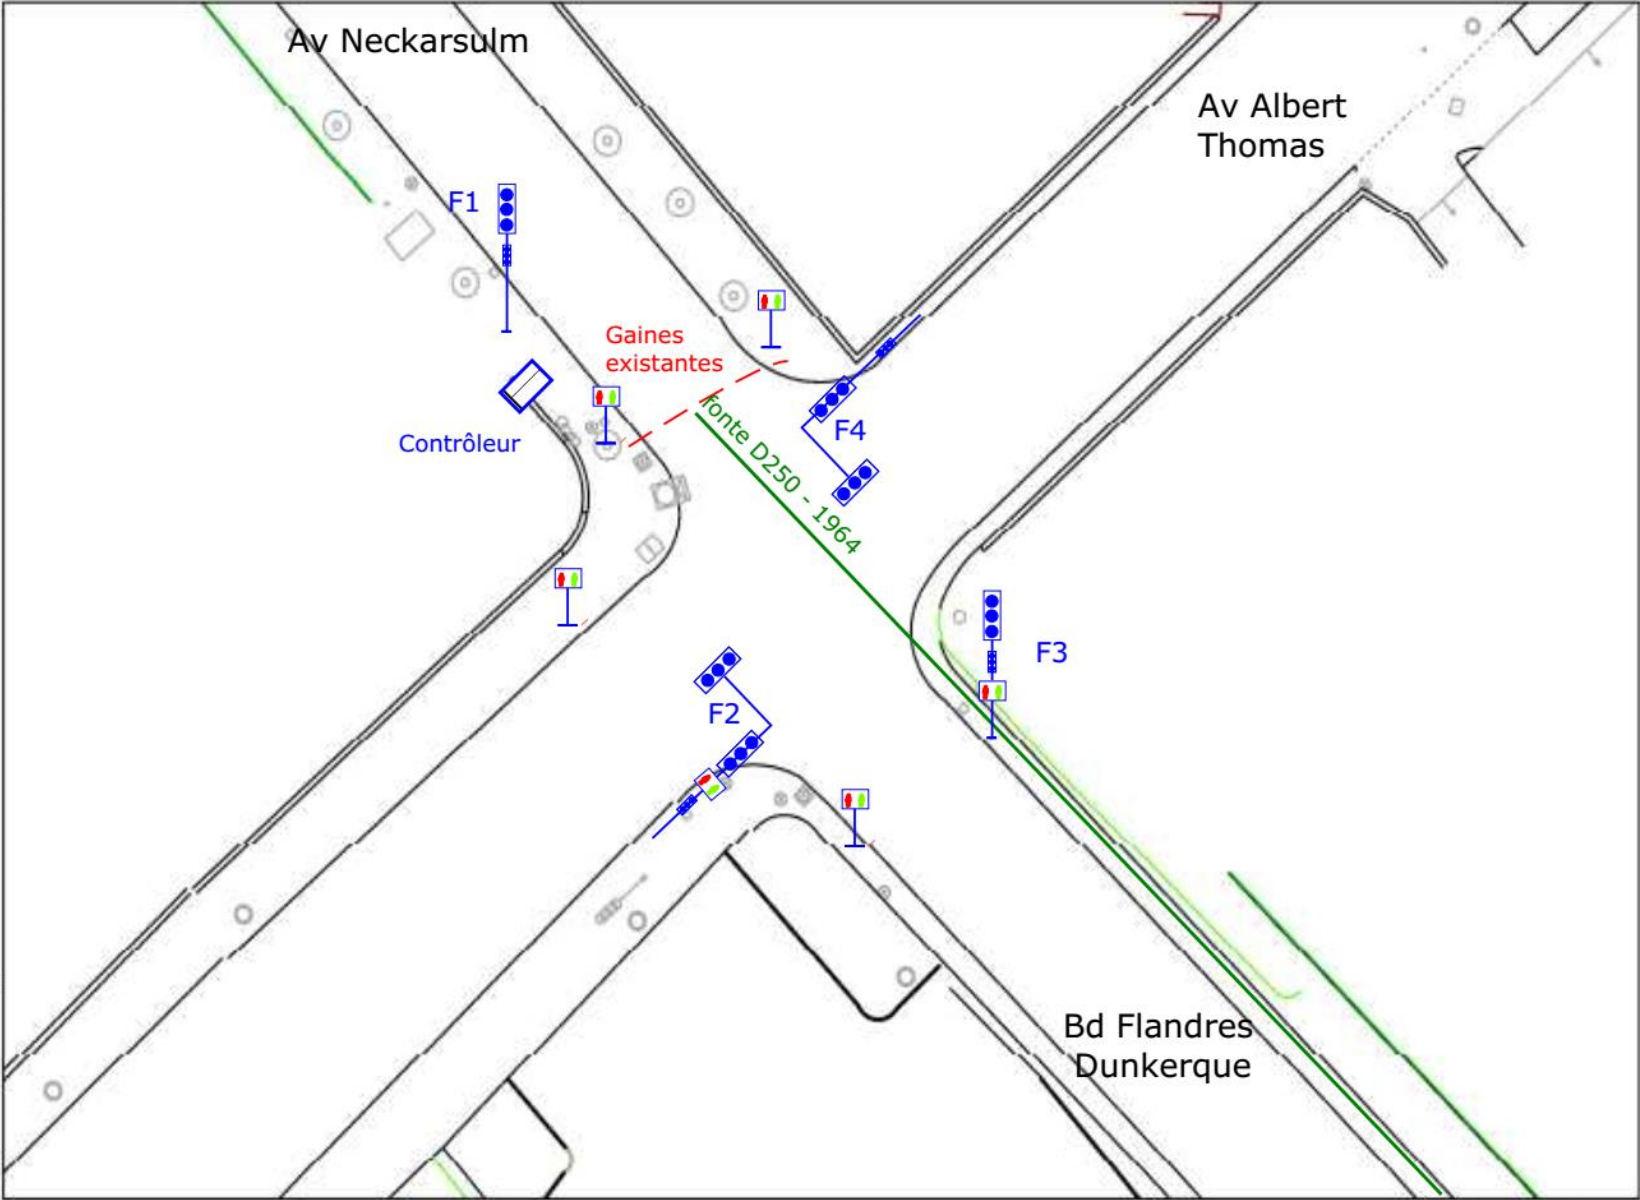 Av Neckarsulm
Av Albert
Thomas
F1
Gaines
existantes
fonte D250 - 1964
F4
Contrôleur
F3
F2
Bd Flandres
Dunkerque